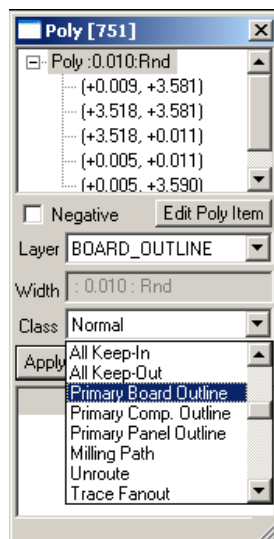 Poly [751]
Poly :0.010:Rnd
(+0.009, +3.581)
(+3.518, +3.581)
(+3.518, +0.011)
(+0.005, +0.011)
(+0.005, +3.590)
Negative Edit Poly Item
Layer BOARD_OUTLINE
Width : 0.010 : Rnd
Class Normal
Apply
All Keep-In
All Keep-Out
Primary Board Outline
Primary Comp. Outline
Primary Panel Outline
Milling Path
Unroute
Trace Fanout